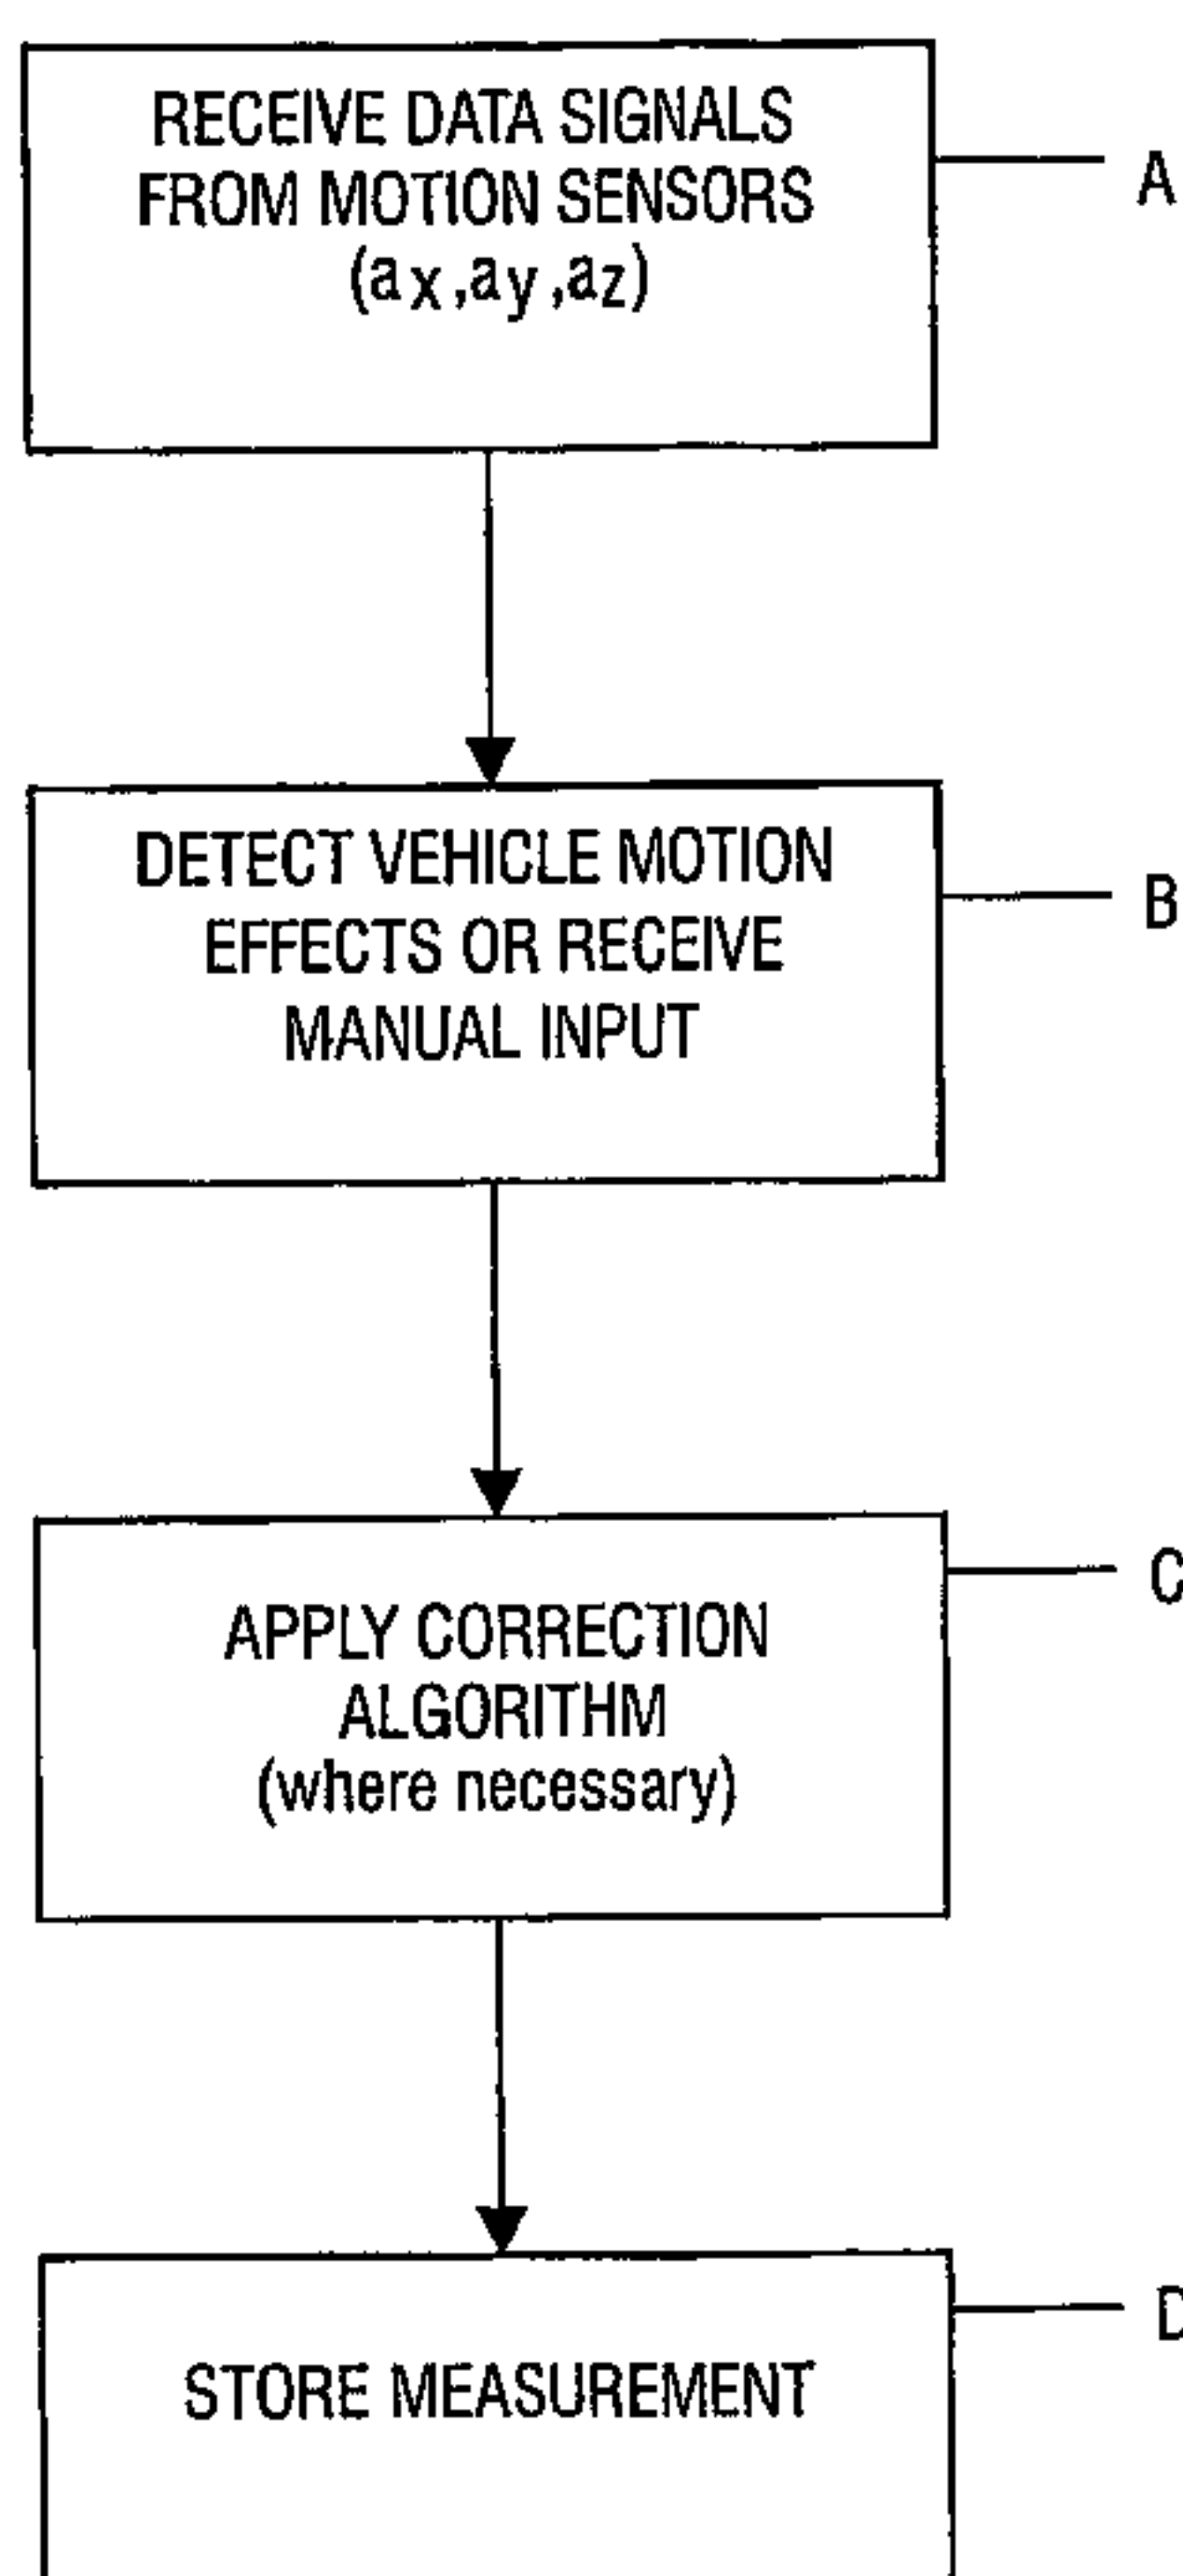 RECEIVE DATA SIGNALS
FROM MOTION SENSORS
(ax,ay,az)
A
DETECT VEHICLE MOTION
EFFECTS OR RECEIVE
MANUAL INPUT
B
APPLY CORRECTION
ALGORITHM
(where necessary)
C
STORE MEASUREMENT
D